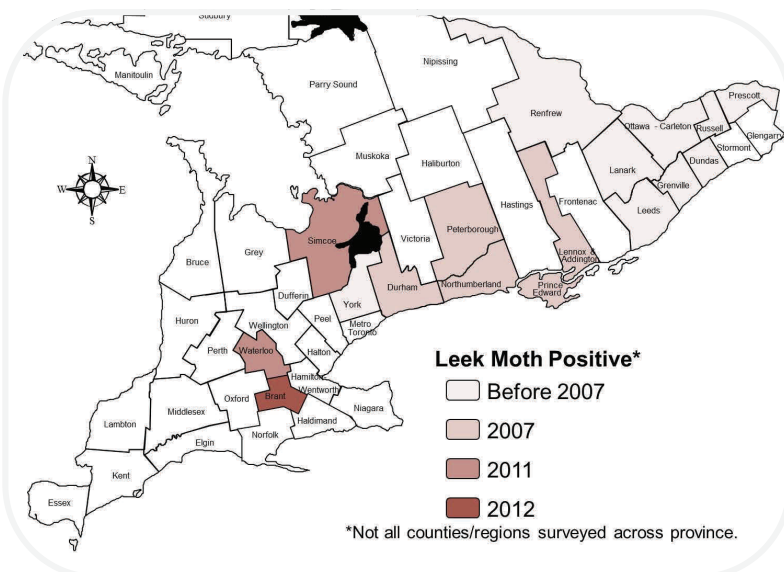 Sudbury
Nipissing
Manitoulin
Parry Sound
Renfrew
Prescott
Ottawa - Carleton
Russell
Glengarry
Stormont
Muskoka
Haliburton
Dundas
Lanark
Grenville
Hastings
Frontenac
Leeds
N
W E
S
Simcoe
Victoria
Peterborough
Bruce
Grey
Lennox &
Addington
Dufferin
Durham
Northumberland
Prince
Edward
York
Huron
Wellington
Peel
Metro
Toronto
Perth
Waterloo
Halton
Hamilton-
Wentworth
Oxford
Brant
Lambton
Middlesex
Haldimand
Niagara
Norfolk
Elgin
Kent
Essex
Leek Moth Positive*
Before 2007
2007
2011
2012
*Not all counties/regions surveyed across province.